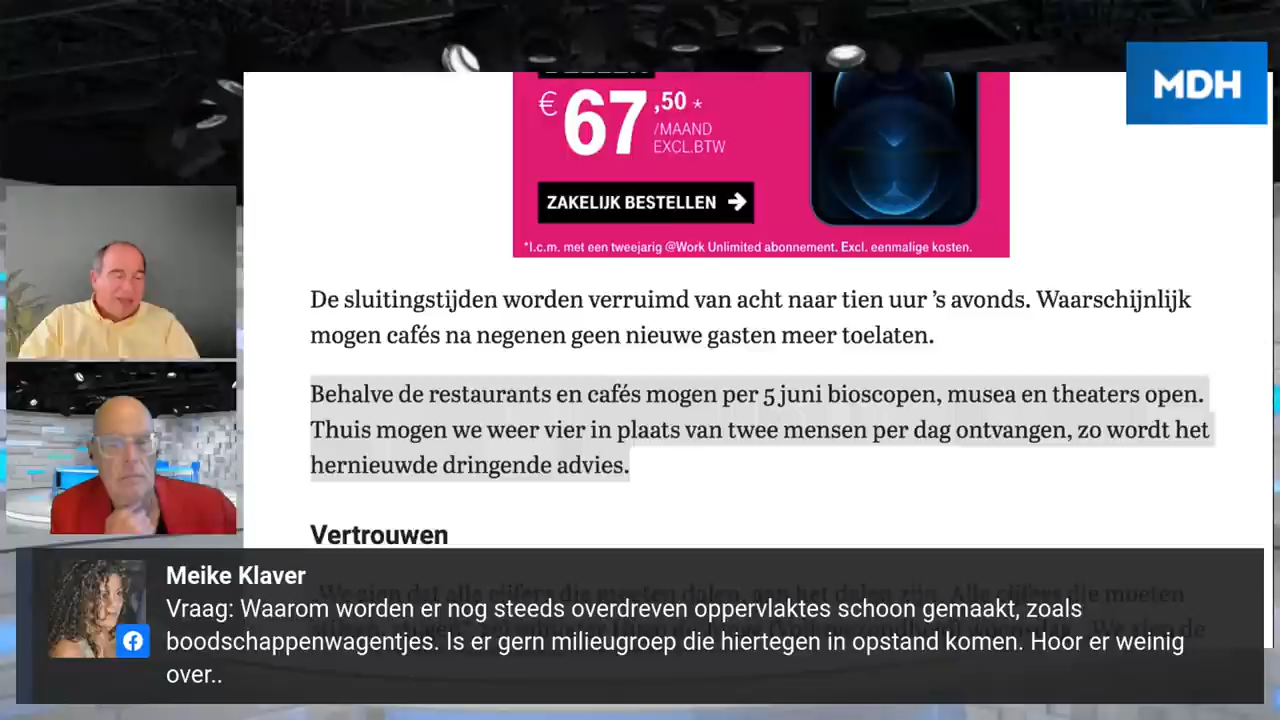 MDH
€ 67,50 *
/MAAND
EXCL.BTW
ZAKELIJK BESTELLEN
*I.c.m. met een tweejarig @Work Unlimited abonnement. Excl. eenmalige kosten.
De sluitingstijden worden verruimd van acht naar tien uur ’s avonds. Waarschijnlijk
mogen cafés na negenen geen nieuwe gasten meer toelaten.
Behalve de restaurants en cafés mogen per 5 juni bioscopen, musea en theaters open.
Thuis mogen we weer vier in plaats van twee mensen per dag ontvangen, zo wordt het
hernieuwde dringende advies.
Vertrouwen
Meike Klaver
Vraag: Waarom worden er nog steeds overdreven oppervlaktes schoon gemaakt, zoals
boodschappenwagentjes. Is er gern milieugroep die hiertegen in opstand komen. Hoor er weinig
over..